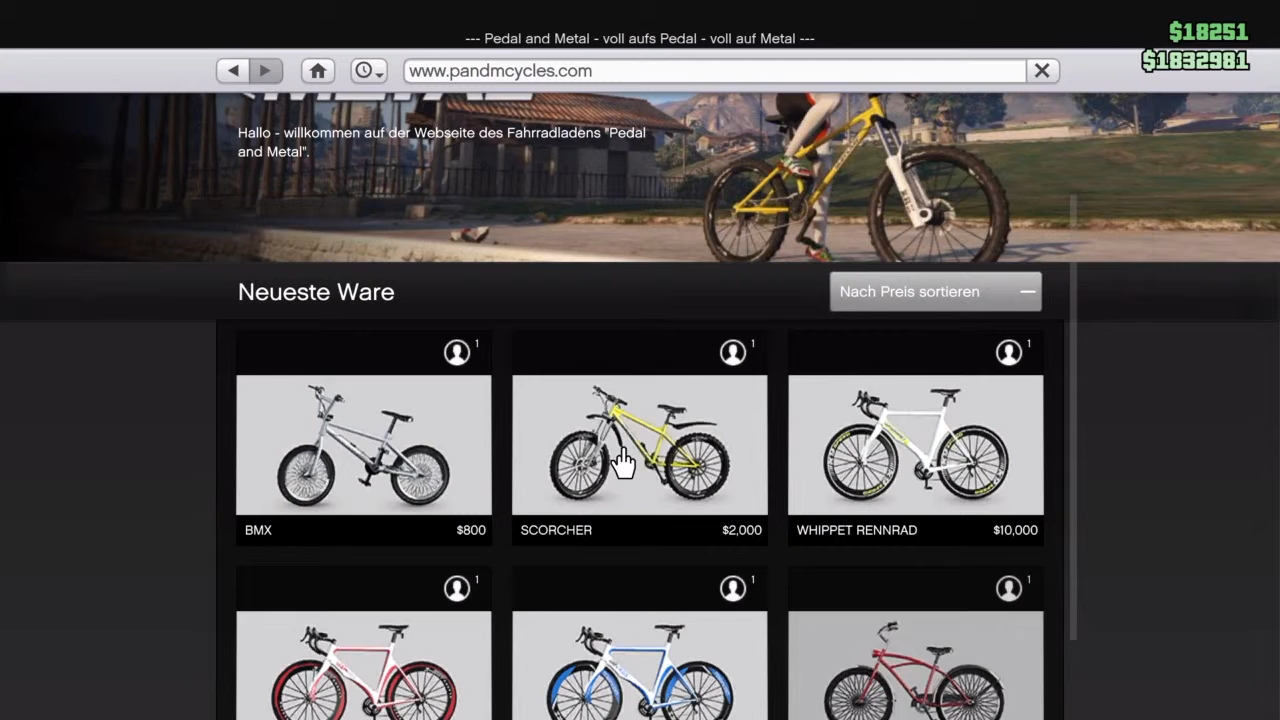 --- Pedal and Metal - voll aufs Pedal - voll auf Metal ---
$18251
$1832981
www.pandmcycles.com
Hallo - willkommen auf der Webseite des Fahrradladens "Pedal
and Metal".
Neueste Ware
Nach Preis sortieren
1
1
1
BMX
$800
SCORCHER
$2,000
WHIPPET RENNRAD
$10,000
1
1
1